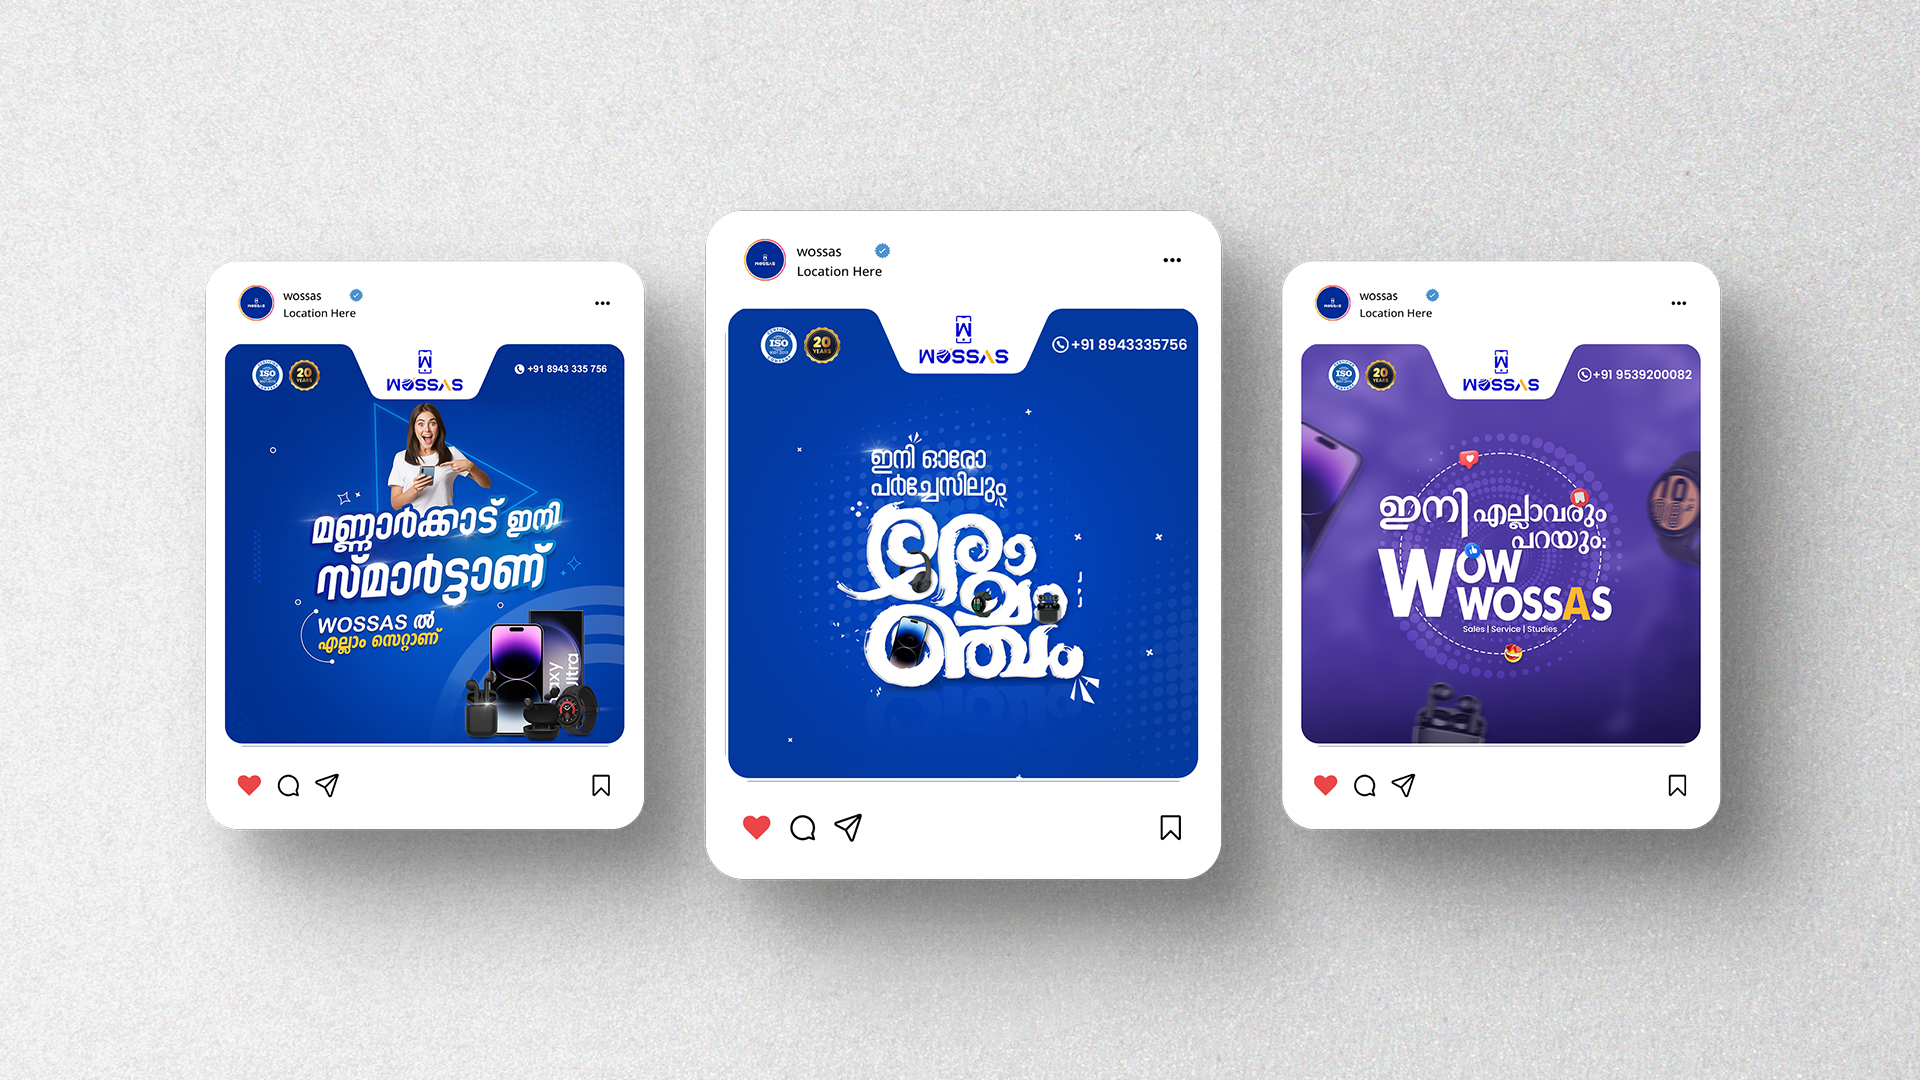 wossas
Location Here
ISO
20
YEARS
WOSSAS
+91 8943 335 756
മണ്ണാർക്കാട് ഇനി
സ്മാർട്ടാണ്
WOSSAS ൽ
എല്ലാം സെറ്റാണ്
axy
ltra
wossas
Location Here
ISO
20
YEARS
WOSSAS
+91 8943335756
ഇനി ഓരോ
പർച്ചേസിലും
wossas
Location Here
ISO
20
YEARS
WOSSAS
+91 9539200082
ഇനി എല്ലാവരും
പറയും:
WOW
WOSSAS
Sales | Service | Studies